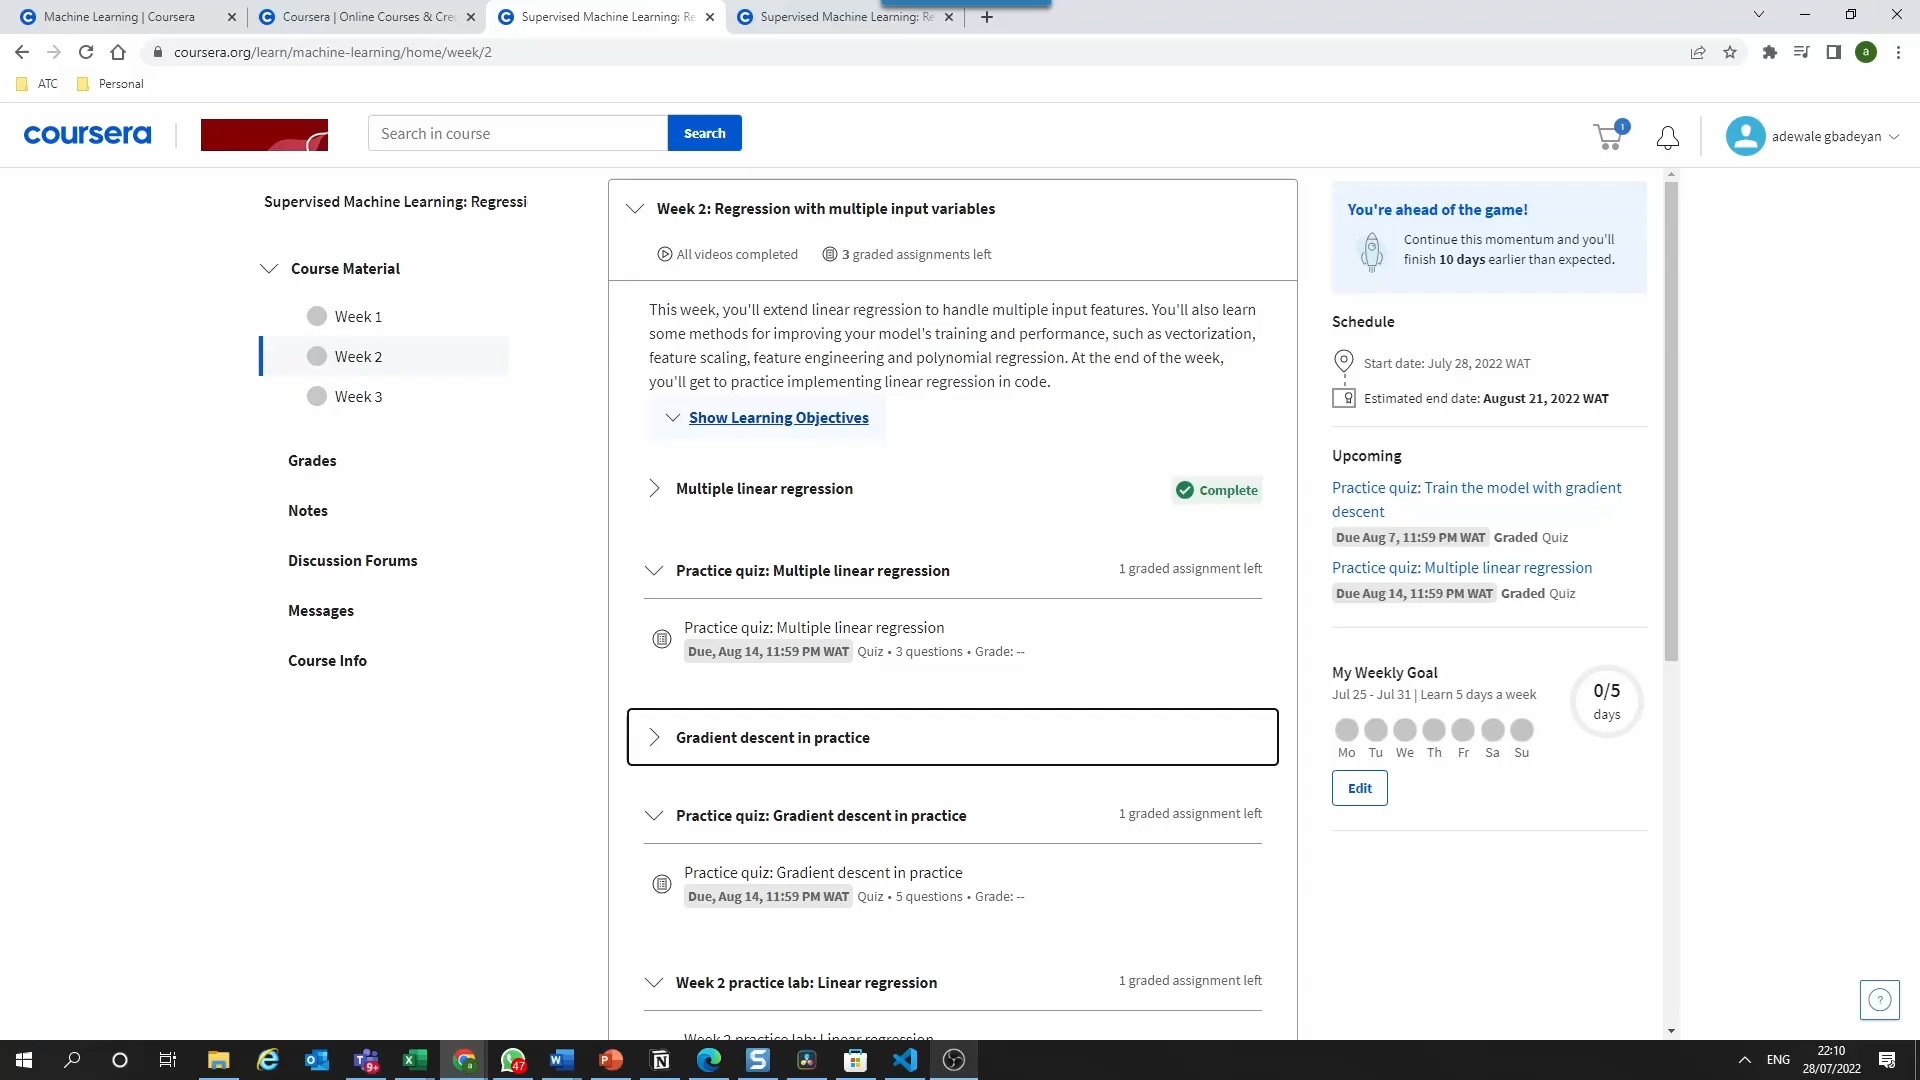 Machine Learning | Coursera
Coursera | Online Courses & Cre
Supervised Machine Learning: Re
Supervised Machine Learning: Re
coursera.org/learn/machine-learning/home/week/2
a
ATC
Personal
coursera
Search in course
Search
1
adewale gbadeyan
Supervised Machine Learning: Regressi
Course Material
Week 1
Week 2
Week 3
Grades
Notes
Discussion Forums
Messages
Course Info
Week 2: Regression with multiple input variables
All videos completed
3 graded assignments left
This week, you'll extend linear regression to handle multiple input features. You'll also learn
some methods for improving your model's training and performance, such as vectorization,
feature scaling, feature engineering and polynomial regression. At the end of the week,
you'll get to practice implementing linear regression in code.
Show Learning Objectives
Multiple linear regression
Complete
Practice quiz: Multiple linear regression
1 graded assignment left
Practice quiz: Multiple linear regression
Due, Aug 14, 11:59 PM WAT Quiz • 3 questions • Grade: --
Gradient descent in practice
Practice quiz: Gradient descent in practice
1 graded assignment left
Practice quiz: Gradient descent in practice
Due, Aug 14, 11:59 PM WAT Quiz • 5 questions • Grade: --
Week 2 practice lab: Linear regression
1 graded assignment left
Week 2 practice lab: Linear regression
You're ahead of the game!
Continue this momentum and you'll
finish 10 days earlier than expected.
Schedule
Start date: July 28, 2022 WAT
Estimated end date: August 21, 2022 WAT
Upcoming
Practice quiz: Train the model with gradient
descent
Due Aug 7, 11:59 PM WAT Graded Quiz
Practice quiz: Multiple linear regression
Due Aug 14, 11:59 PM WAT Graded Quiz
My Weekly Goal
Jul 25 - Jul 31 | Learn 5 days a week
0/5
days
Mo Tu We Th Fr Sa Su
Edit
?
9+
47
ENG
22:10
28/07/2022